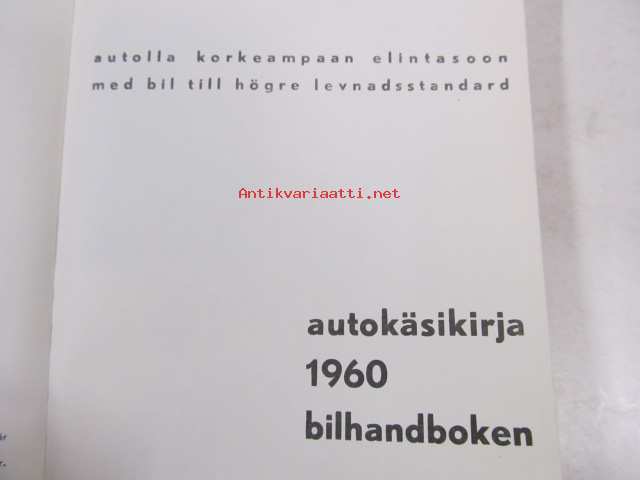 autolla korkeampaan elintasoon
med bil till högre levnadsstandard
Antikvariaatti.net
autokäsikirja
1960
bilhandboken